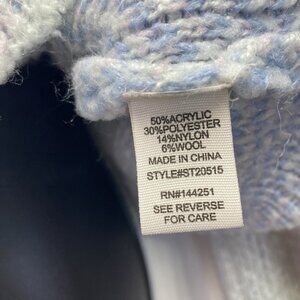 50%ACRYLIC
30%POLYESTER
14%NYLON
6%WOOL
MADE IN CHINA
STYLE#ST20515
RN#144251
SEE REVERSE
FOR CARE